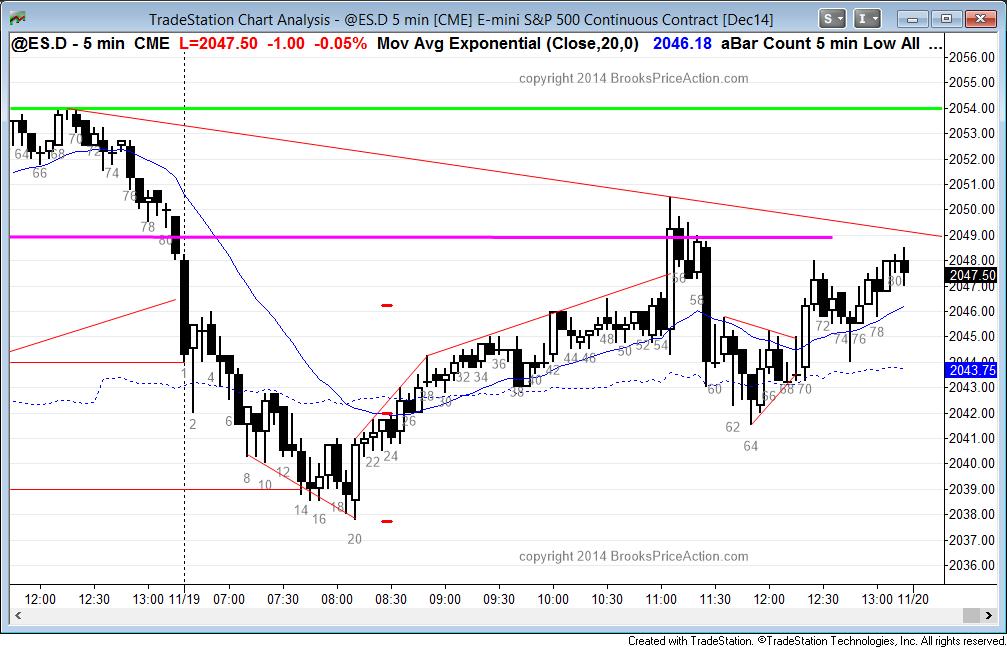 TradeStation Chart Analysis - @ES.D 5 min [CME] E-mini S&P 500 Continuous Contract [Dec14]
S I
@ES.D - 5 min CME L=2047.50 -1.00 -0.05% Mov Avg Exponential (Close,20,0) 2046.18 aBar Count 5 min Low All ...
copyright 2014 BrooksPriceAction.com
2056.00
2055.00
2054.00
2053.00
2052.00
2051.00
2050.00
2049.00
2048.00
2047.50
2047.00
2046.00
2045.00
2044.00
2043.75
2043.00
2042.00
2041.00
2040.00
2039.00
2038.00
2037.00
2036.00
64 66 68 70 72 74 76 78 80
1 2 4 6 8 10 12 14 16 18 20 22 24 26 28 30 32 34 36 38 40 42 44 46 48 50 52 54 56 58 60 62 64 66 68 70 72 74 76 78 80
copyright 2014 BrooksPriceAction.com
12:00 12:30 13:00 11/19 07:00 07:30 08:00 08:30 09:00 09:30 10:00 10:30 11:00 11:30 12:00 12:30 13:00 11/20
Created with TradeStation. ©TradeStation Technologies, Inc. All rights reserved.